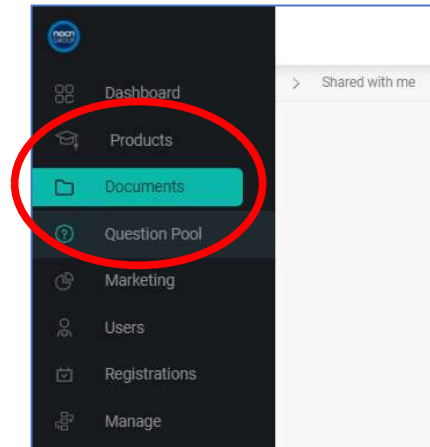 nocn
GROUP
Dashboard
> Shared with me
Products
Documents
Question Pool
Marketing
Users
Registrations
Manage